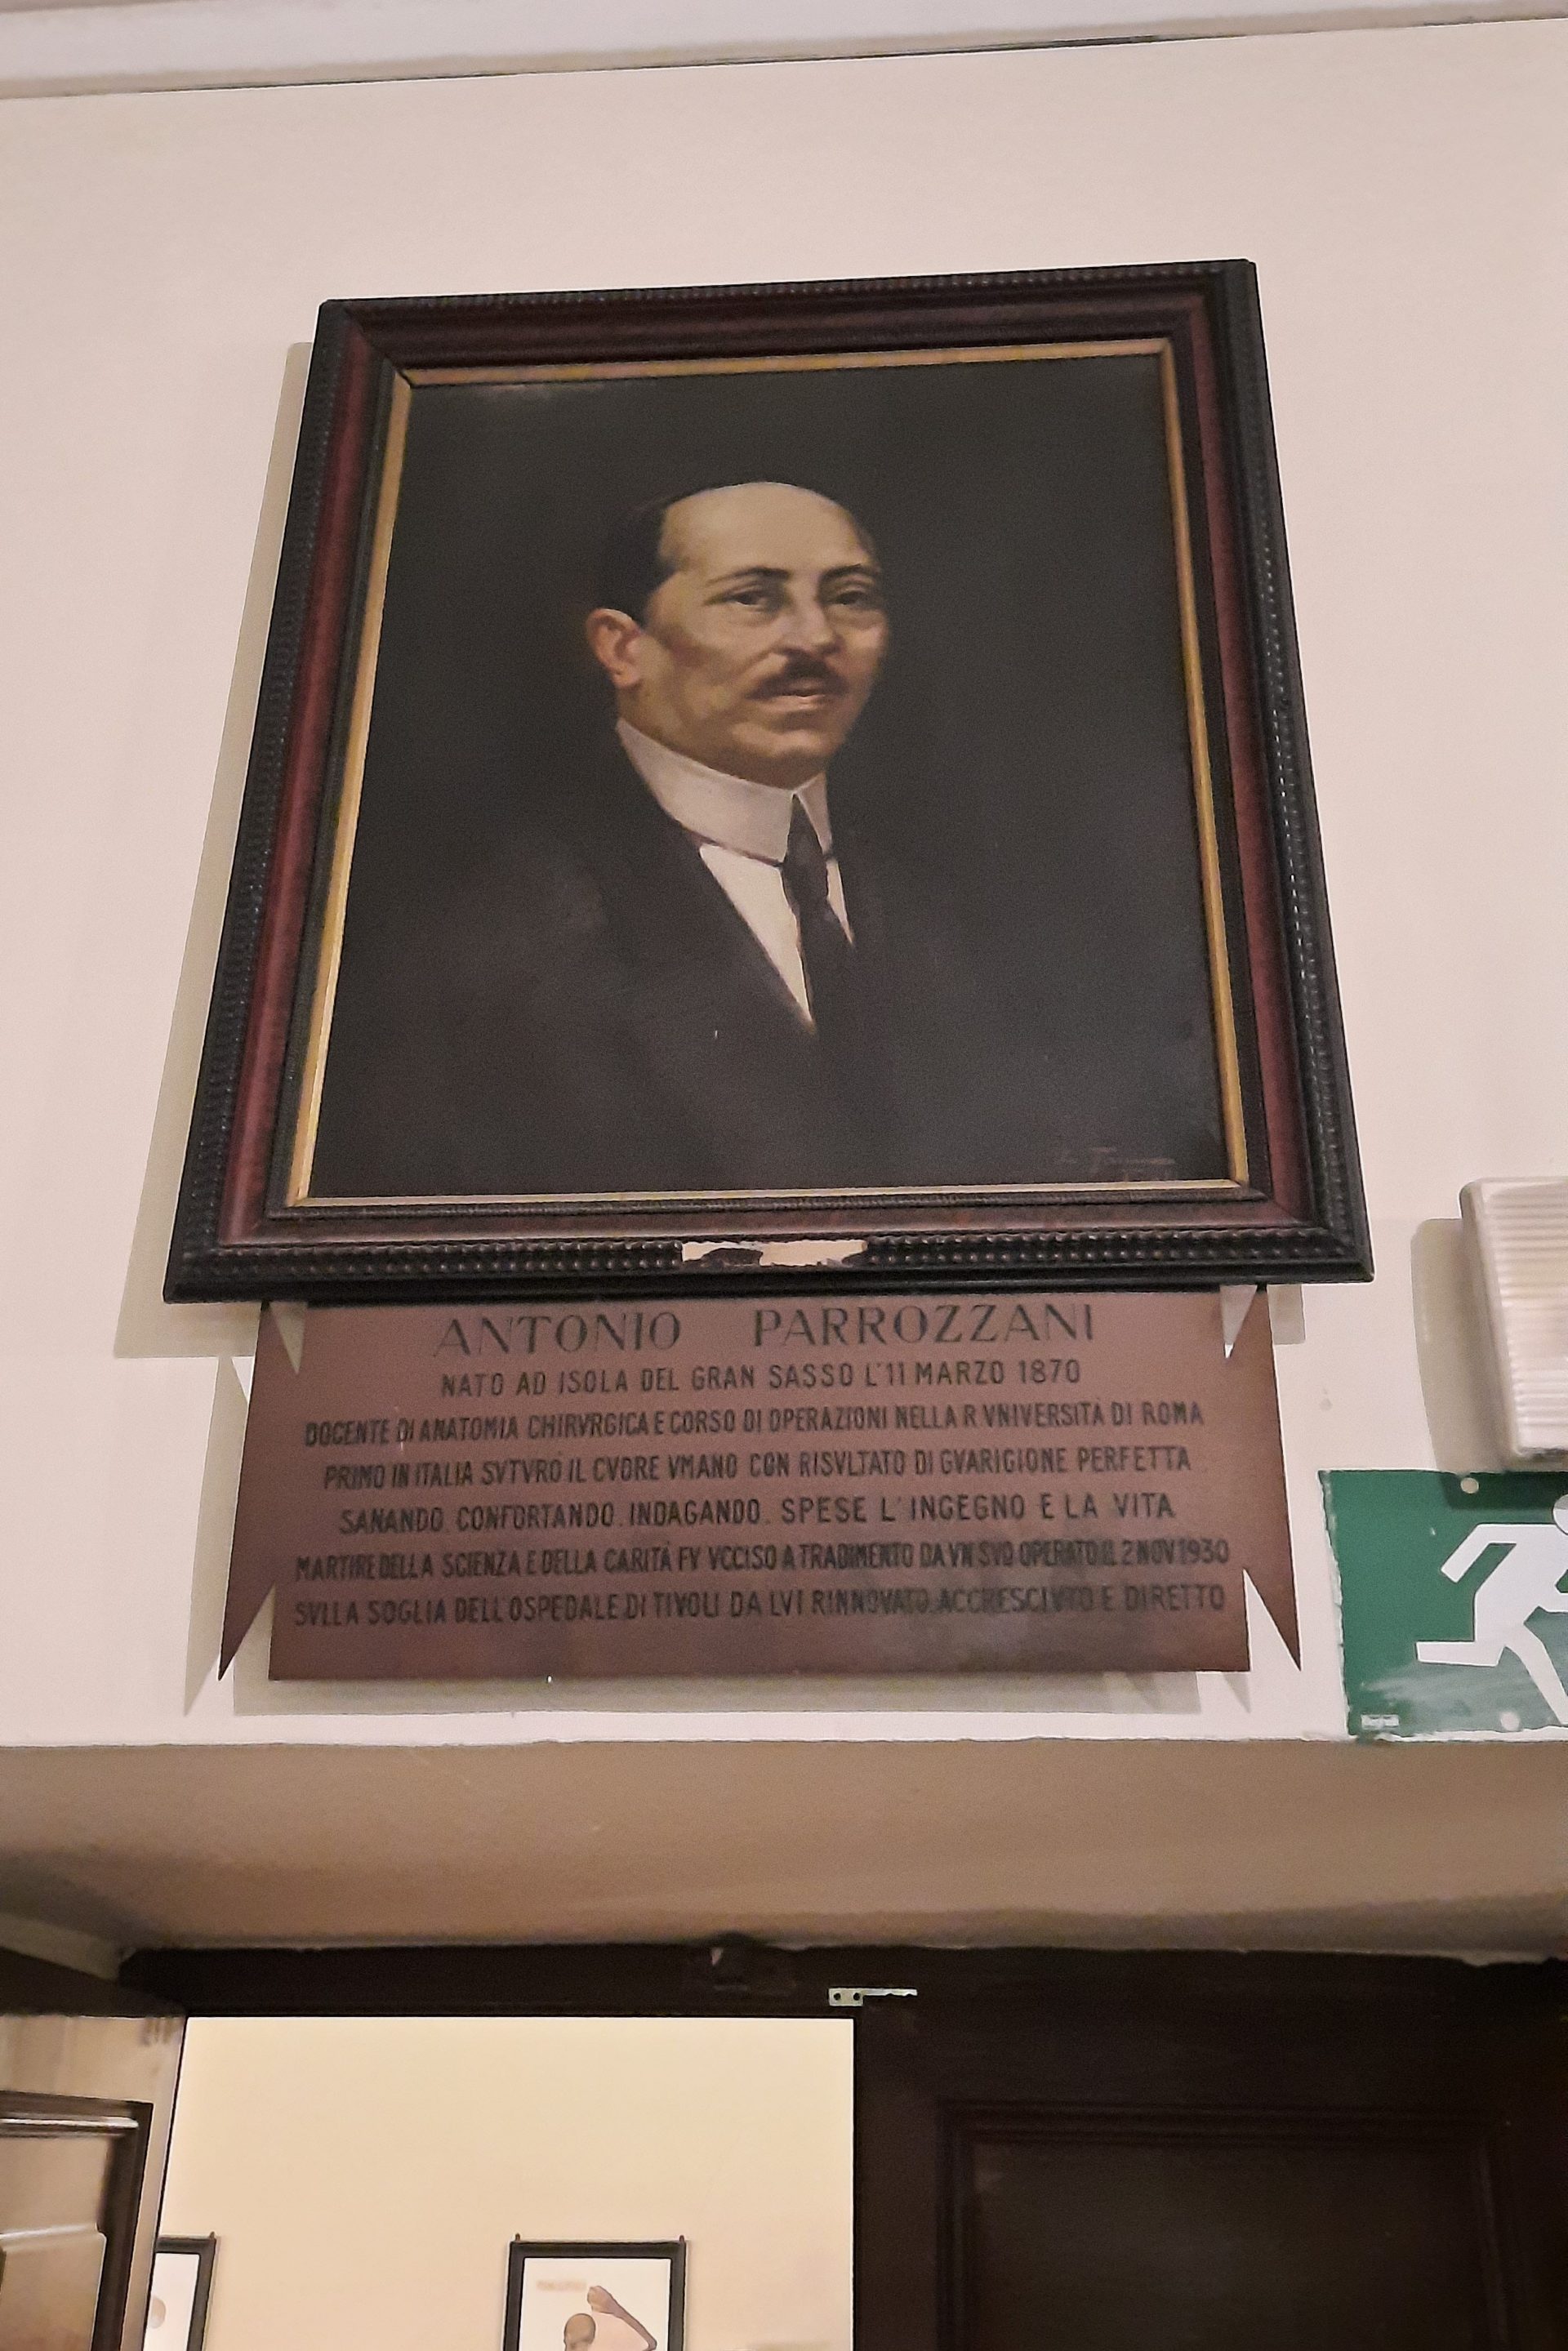 ANTONIO PARROZZANI
NATO AD ISOLA DEL GRAN SASSO L'11 MARZO 1870
DOCENTE DI ANATOMIA CHIRVRGICA E CORSO DI OPERAZIONI NELLA R. VNIVERSITÀ DI ROMA
PRIMO IN ITALIA SVTVRÒ IL CVORE VMANO CON RISVLTATO DI GVARIGIONE PERFETTA
SANANDO. CONFORTANDO. INDAGANDO. SPESE L'INGEGNO E LA VITA
MARTIRE DELLA SCIENZA E DELLA CARITÀ FV VCCISO A TRADIMENTO DA VN SVO OPERATO IL 2 NOV 1930
SVLLA SOGLIA DELL'OSPEDALE DI TIVOLI DA LVI RINNOVATO. ACCRESCIVTO E DIRETTO